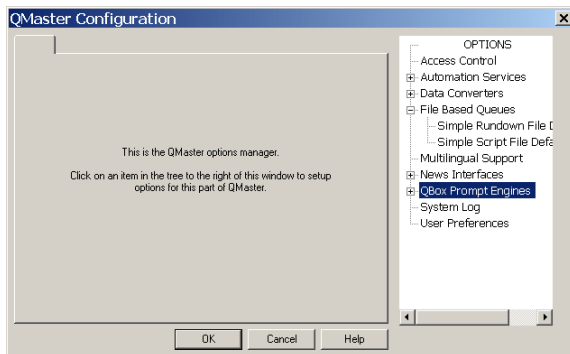 QMaster Configuration
This is the QMaster options manager.
Click on an item in the tree to the right of this window to setup
options for this part of QMaster.
OPTIONS
Access Control
Automation Services
Data Converters
File Based Queues
Simple Rundown File
Simple Script File Defa
Multilingual Support
News Interfaces
QBox Prompt Engines
System Log
User Preferences
OK
Cancel
Help